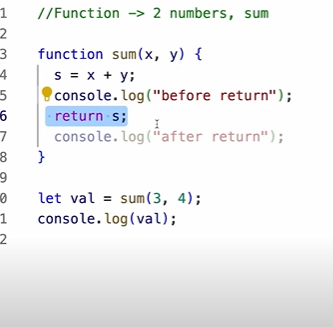 1 //Function -> 2 numbers, sum
2
3 function sum(x, y) {
4 s = x + y;
5 console.log("before return");
6 return s;
7 console.log("after return");
8 }
9
0 let val = sum(3, 4);
1 console.log(val);
2